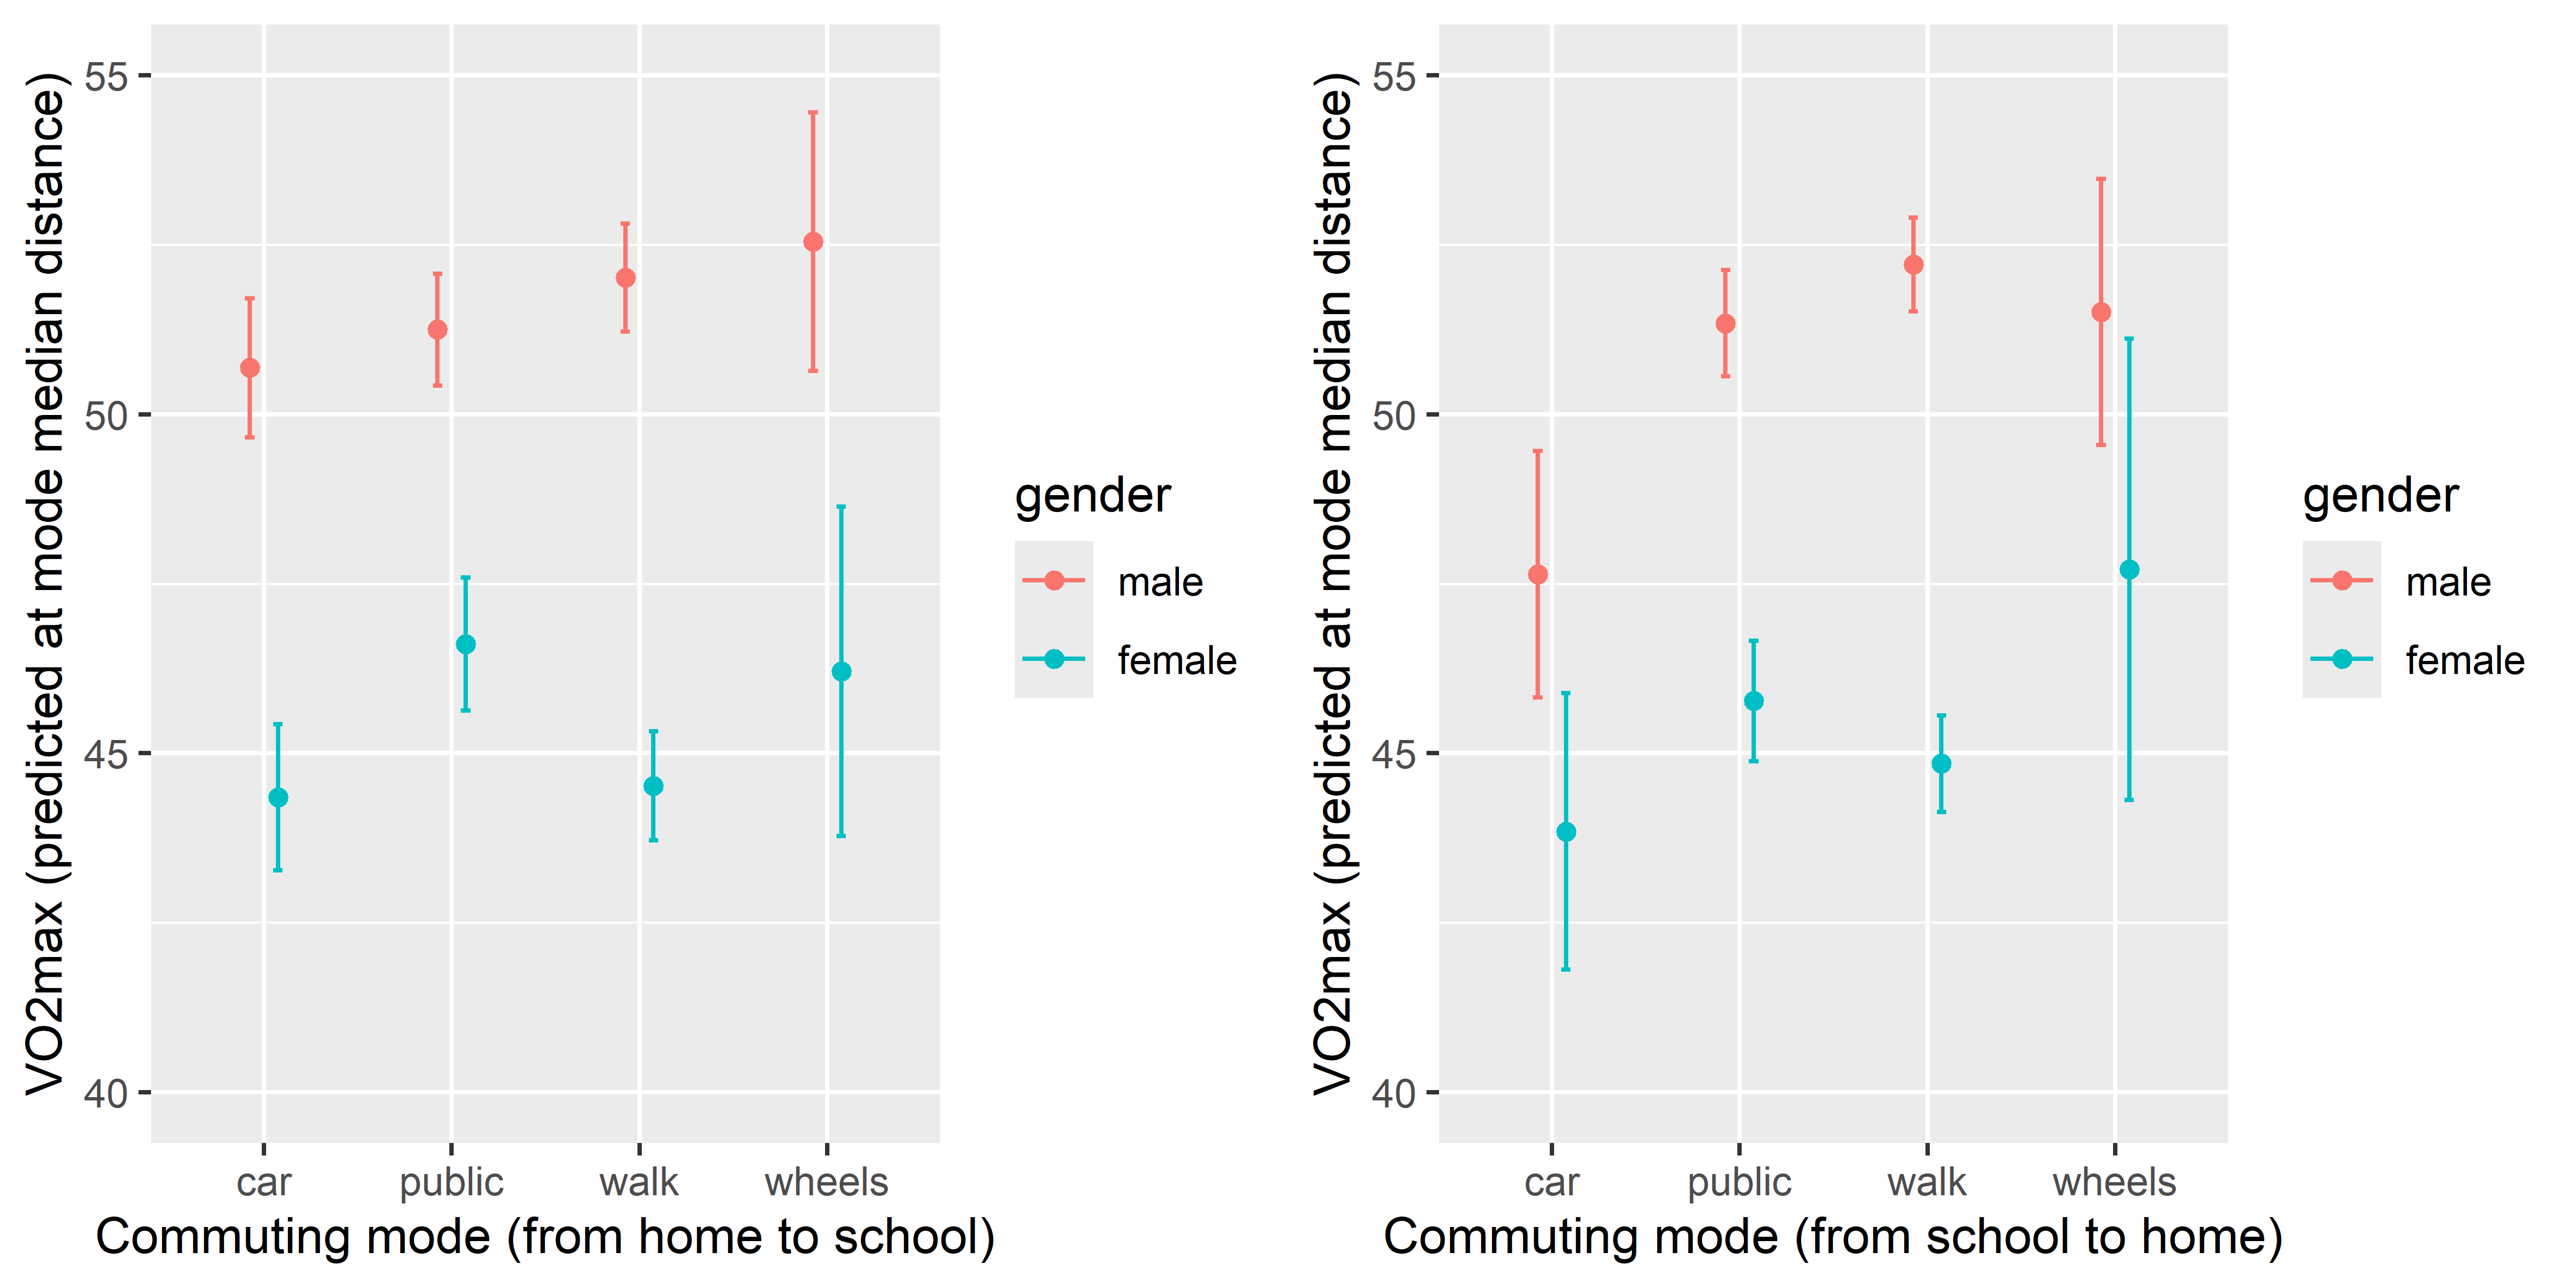 VO2max (predicted at mode median distance)
55
50
45
40
car public walk wheels
Commuting mode (from home to school)
gender
male
female
VO2max (predicted at mode median distance)
55
50
45
40
car public walk wheels
Commuting mode (from school to home)
gender
male
female